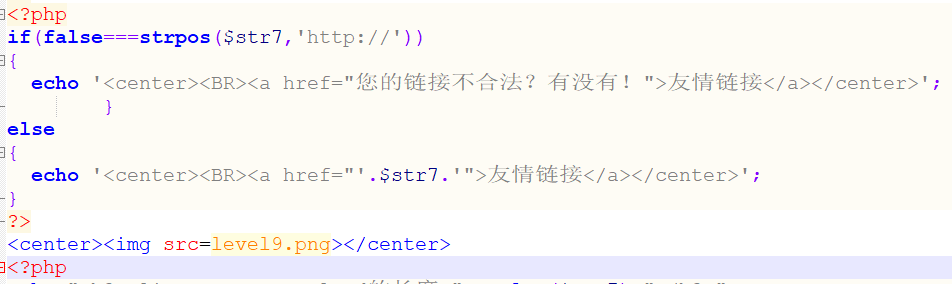 <?php
if(false===strpos($str7,'http://'))
{
  echo '<center><BR><a href="您的链接不合法？有没有！">友情链接</a></center>';
        }
else
{
  echo '<center><BR><a href="'.$str7.'">友情链接</a></center>';
}
?>
<center><img src=level9.png></center>
<?php